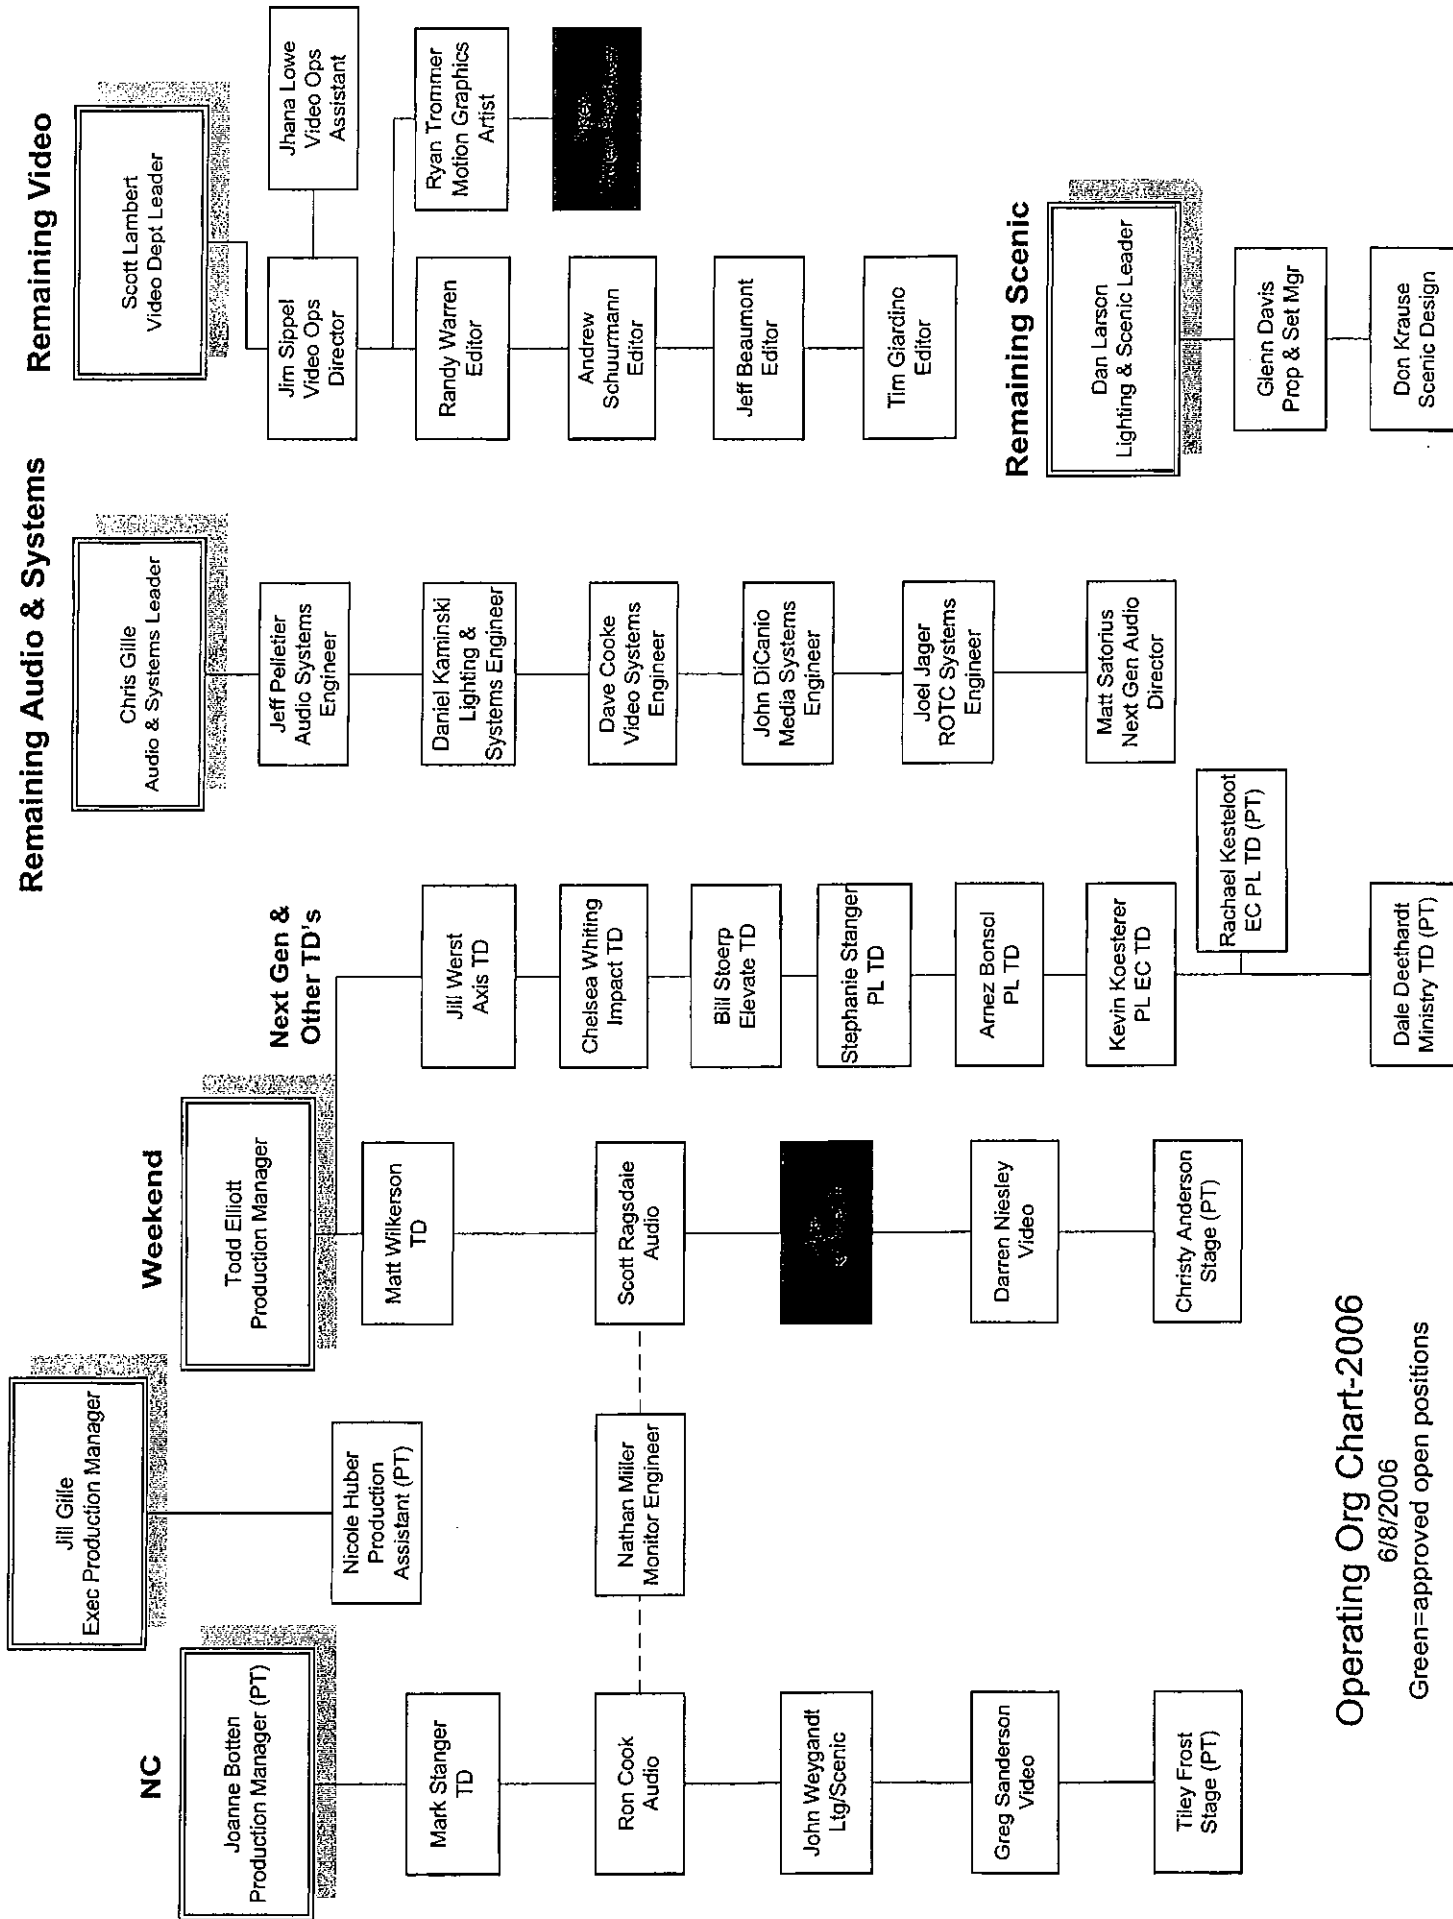 Jill Gille
Exec Production Manager
Nicole Huber
Production
Assistant (PT)
NC
Joanne Botten
Production Manager (PT)
Mark Stanger
TD
Ron Cook
Audio
John Weygandt
Ltg/Scenic
Greg Sanderson
Video
Tiley Frost
Stage (PT)
Nathan Miller
Monitor Engineer
Weekend
Todd Elliott
Production Manager
Matt Wilkerson
TD
Scott Ragsdale
Audio
Darren Niesley
Video
Christy Anderson
Stage (PT)
Next Gen &
Other TD's
Jill Werst
Axis TD
Chelsea Whiting
Impact TD
Bill Stoerp
Elevate TD
Stephanie Stanger
PL TD
Arnez Bonsol
PL TD
Kevin Koesterer
PL EC TD
Rachael Kesteloot
EC PL TD (PT)
Dale Deethardt
Ministry TD (PT)
Remaining Audio & Systems
Chris Gille
Audio & Systems Leader
Jeff Pelletier
Audio Systems
Engineer
Daniel Kaminski
Lighting &
Systems Engineer
Dave Cooke
Video Systems
Engineer
John DiCanio
Media Systems
Engineer
Joel Jager
ROTC Systems
Engineer
Matt Satorius
Next Gen Audio
Director
Remaining Video
Scott Lambert
Video Dept Leader
Jim Sippel
Video Ops
Director
Jhana Lowe
Video Ops
Assistant
Randy Warren
Editor
Ryan Trommer
Motion Graphics
Artist
Andrew
Schuurmann
Editor
Jeff Beaumont
Editor
Tim Giardino
Editor
Remaining Scenic
Dan Larson
Lighting & Scenic Leader
Glenn Davis
Prop & Set Mgr
Don Krause
Scenic Design
Operating Org Chart-2006
6/8/2006
Green=approved open positions